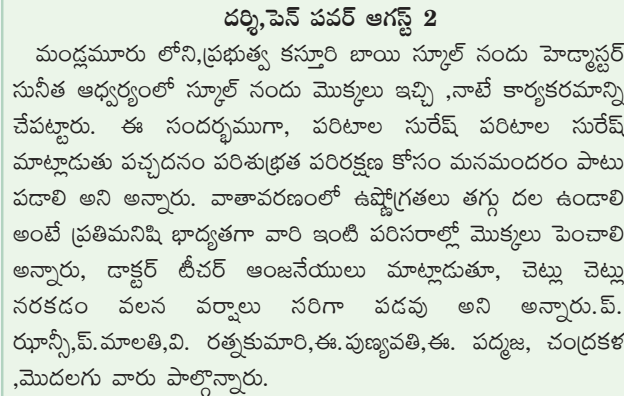 దర్శి,పెన్ పవర్ ఆగస్ట్ 2
మండ్లమూరు లోని,ప్రభుత్వ కస్తూరి బాయి స్కూల్ నందు హెడ్మాస్టర్
సునీత ఆధ్వర్యంలో స్కూల్ నందు మొక్కలు ఇచ్చి ,నాటే కార్యకరమాన్ని
చేపట్టారు. ఈ సందర్భముగా, పరిటాల సురేష్ పరిటాల సురేష్
మాట్లాడుతు పచ్చదనం పరిశుభ్రత పరిరక్షణ కోసం మనమందరం పాటు
పడాలి అని అన్నారు. వాతావరణంలో ఉష్ణోగ్రతలు తగ్గు దల ఉండాలి
అంటే ప్రతిమనిషి భాద్యతగా వారి ఇంటి పరిసరాల్లో మొక్కలు పెంచాలి
అన్నారు, డాక్టర్ టీచర్ ఆంజనేయులు మాట్లాడుతూ, చెట్లు చెట్లు
నరకడం వలన వర్షాలు సరిగా పడవు అని అన్నారు.ప్.
ఝాన్సీ,ప్.మాలతి,వి. రత్నకుమారి,ఈ.పుణ్యవతి,ఈ. పద్మజ, చంద్రకళ
,మొదలగు వారు పాల్గొన్నారు.